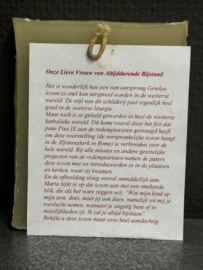 Onze Lieve Vrouw van Altijddurende Bijstand
Het is wonderlijk hoe een van oorsprong Griekse
icoon zo snel kon verspreid worden in de westerse
wereld. De stijl van dit schilderij past eigenlijk heel
goed in de oosterse liturgie.
Maar toch is ze geliefd geworden in heel de westerse
katholieke wereld. Dit komt vooral door het feit dat
paus Pius IX aan de redemptoristen gevraagd heeft
om deze voorstelling (de oorspronkelijke icoon hangt
in de Alfonsuskerk in Rome) te verbreiden over de
hele wereld. Bij alle missies en andere geestelijke
projecten van de redemptoristen namen de paters
deze icoon mee en introduceerden ze in de plaatsen
en kerken, waar zij kwamen.
En de afbeelding sloeg overal onmiddellijk aan.
Maria kijkt je op die icoon aan met een smekende
blik, die als het ware zeggen wil: "Wat mijn kind op
mijn arm doet, moet jij ook doen, namelijk tot mij je
toevlucht nemen, wanneer je angstig bent of in
moeilijkheden zit. Ik zal je altijd bijstaan".
Bekijkt u deze icoon maar eens heel aandachtig.